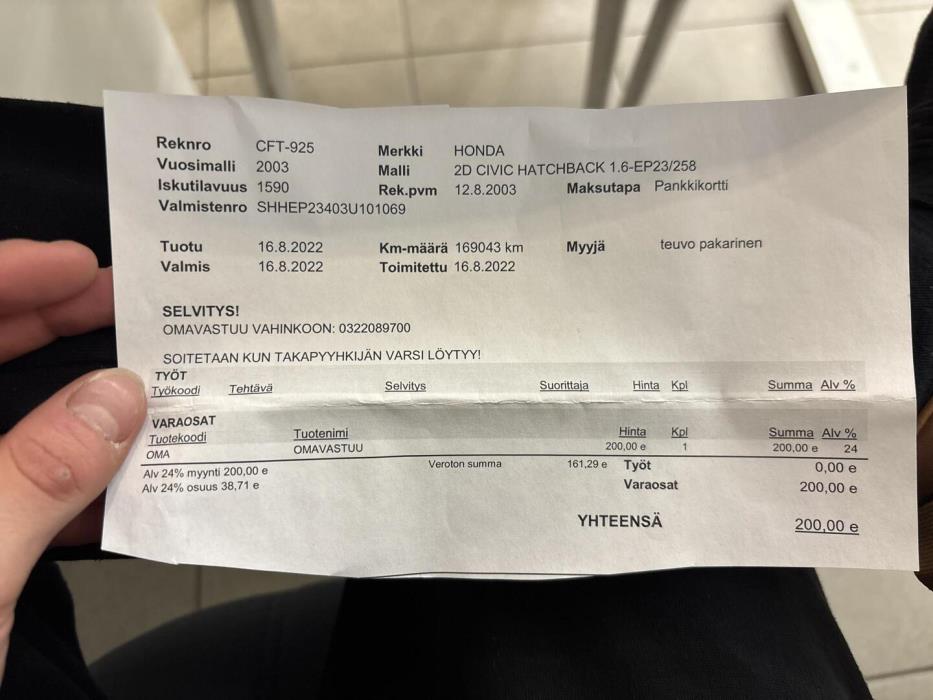 Reknro CFT-925 Merkki HONDA
Vuosimalli 2003 Malli 2D CIVIC HATCHBACK 1.6-EP23/258
Iskutilavuus 1590 Rek.pvm 12.8.2003 Maksutapa Pankkikortti
Valmistenro SHHEP23403U101069
Tuotu 16.8.2022 Km-määrä 169043 km Myyjä teuvo pakarinen
Valmis 16.8.2022 Toimitettu 16.8.2022
SELVITYS!
OMAVASTUU VAHINKOON: 0322089700
SOITETAAN KUN TAKAPYYHKIJÄN VARSI LÖYTYY!
TYÖT
Työkoodi Tehtävä Selvitys Suorittaja Hinta Kpl Summa Alv %
VARAOSAT
Tuotekoodi Tuotenimi Hinta Kpl Summa Alv %
OMA OMAVASTUU 200,00 e 1 200,00 e 24
Alv 24% myynti 200,00 e Veroton summa 161,29 e Työt 0,00 e
Alv 24% osuus 38,71 e Varaosat 200,00 e
YHTEENSÄ 200,00 e